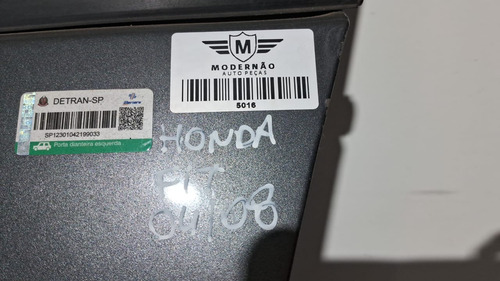 DETRAN-SP
SP12301042199033
Porta dianteira esquerda
M
MODERNÃO
AUTO PEÇAS
5016
HONDA
FIT
04/08